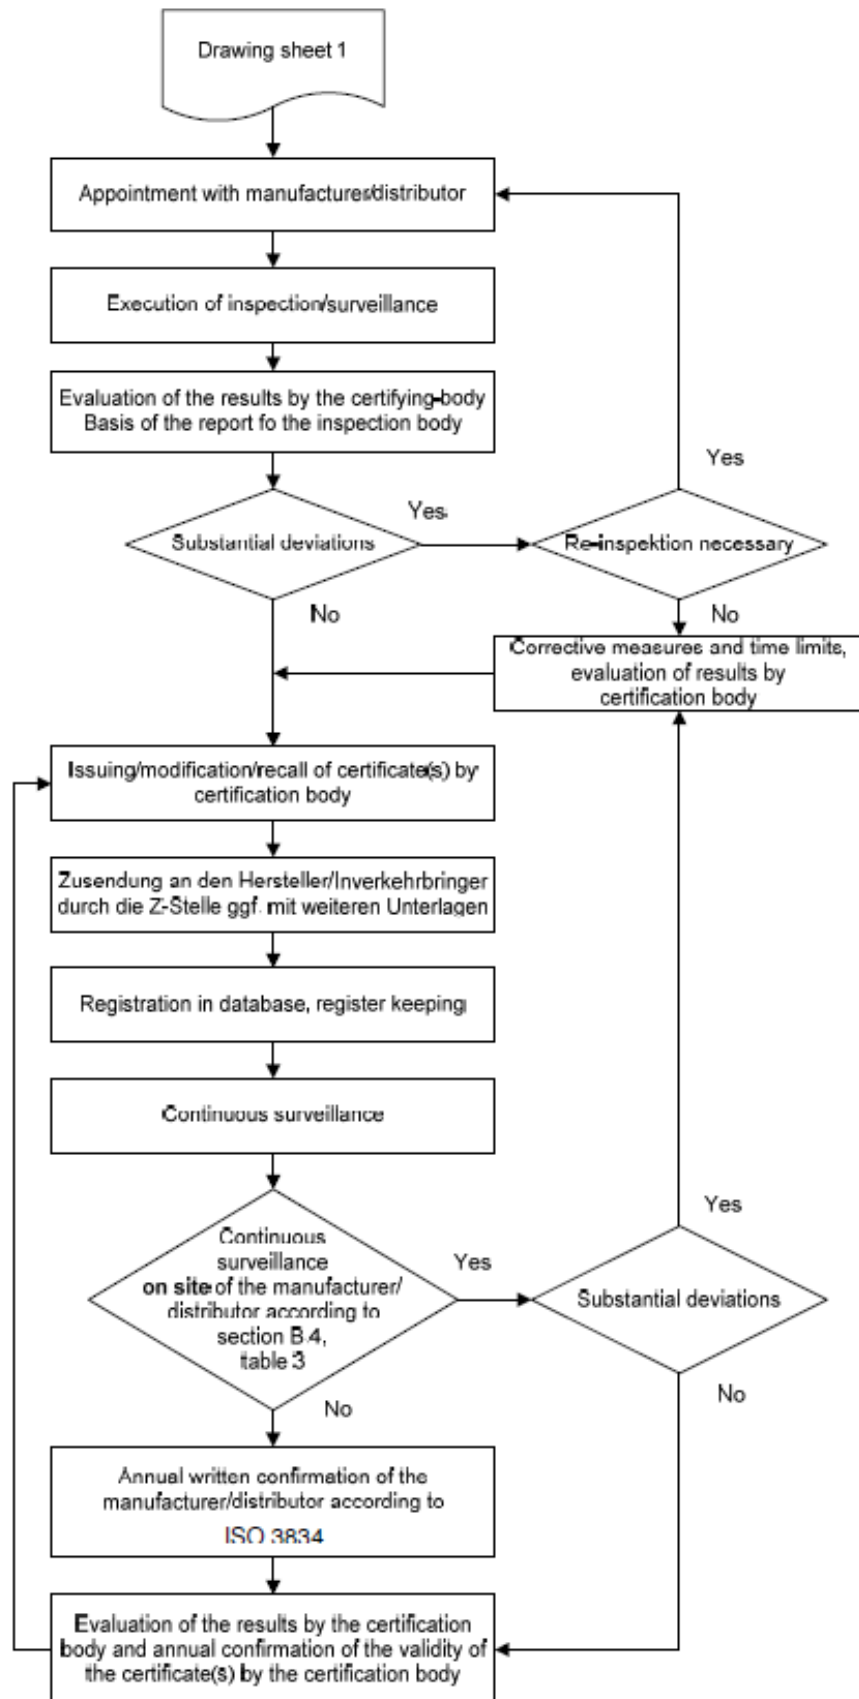 Drawing sheet 1
Appointment with manufacturer/distributor
Execution of inspection/surveillance
Evaluation of the results by the certifying-body
Basis of the report fo the inspection body
Yes
Yes
Substantial deviations
Re-inspektion necessary
No
No
Corrective measures and time limits,
evaluation of results by
certification body
Issuing/modification/recall of certificate(s) by
certification body
Zusendung an den Hersteller/Inverkehrbringer
durch die Z-Stelle ggf. mit weiteren Unterlagen
Registration in database, register keeping
Continuous surveillance
Continuous
surveillance
on site of the manufacturer/
distributor according to
section B.4,
table 3
Yes
Yes
Substantial deviations
No
No
Annual written confirmation of the
manufacturer/distributor according to
ISO 3834
Evaluation of the results by the certification
body and annual confirmation of the validity of
the certificate(s) by the certification body